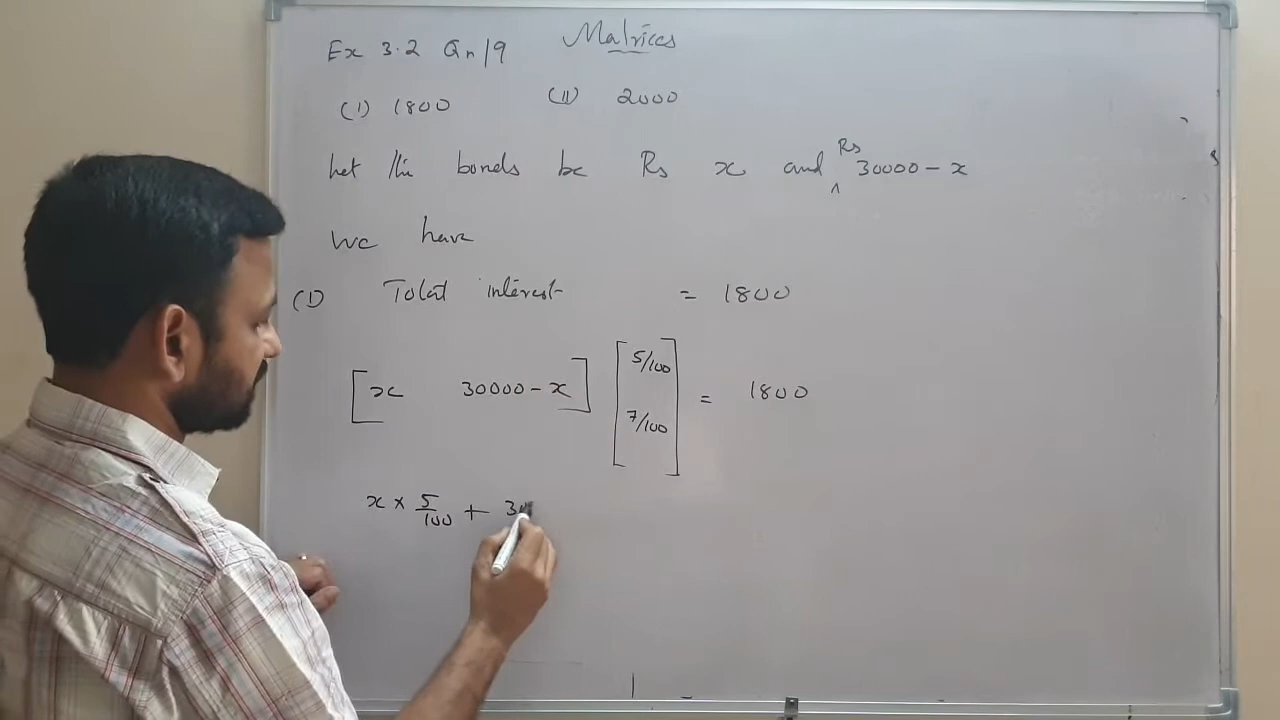 Ex 3.2 Qn 19 Matrices
(I) 1800 (II) 2000
Let the bonds be Rs x and Rs 30000 - x
We have
(I) Total interest = 1800
[x 30000 - x] [5/100 7/100] = 1800
x × 5/100 + 30